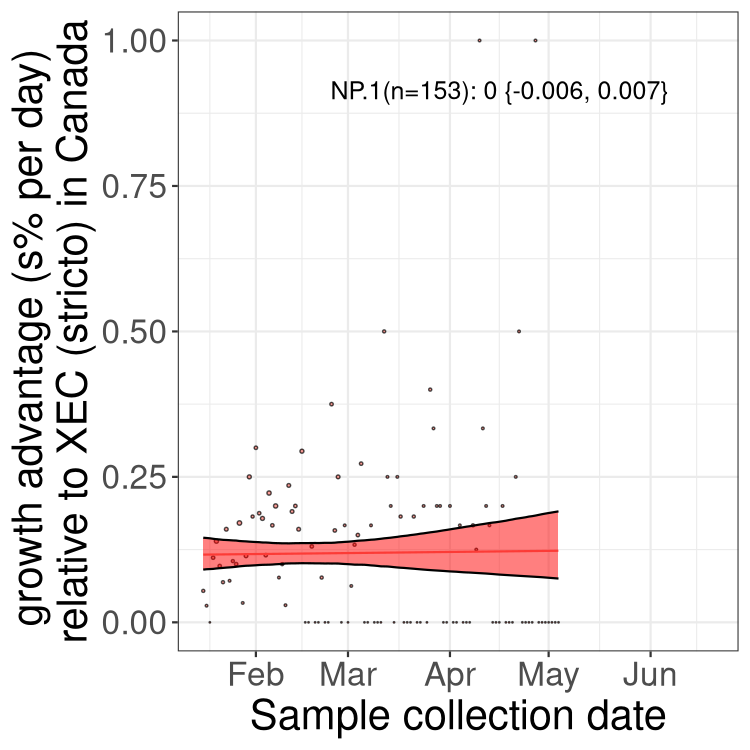 growth advantage (s% per day)
relative to XEC (stricto) in Canada
1.00
0.75
0.50
0.25
0.00
NP.1(n=153): 0 {-0.006, 0.007}
Feb Mar Apr May Jun
Sample collection date